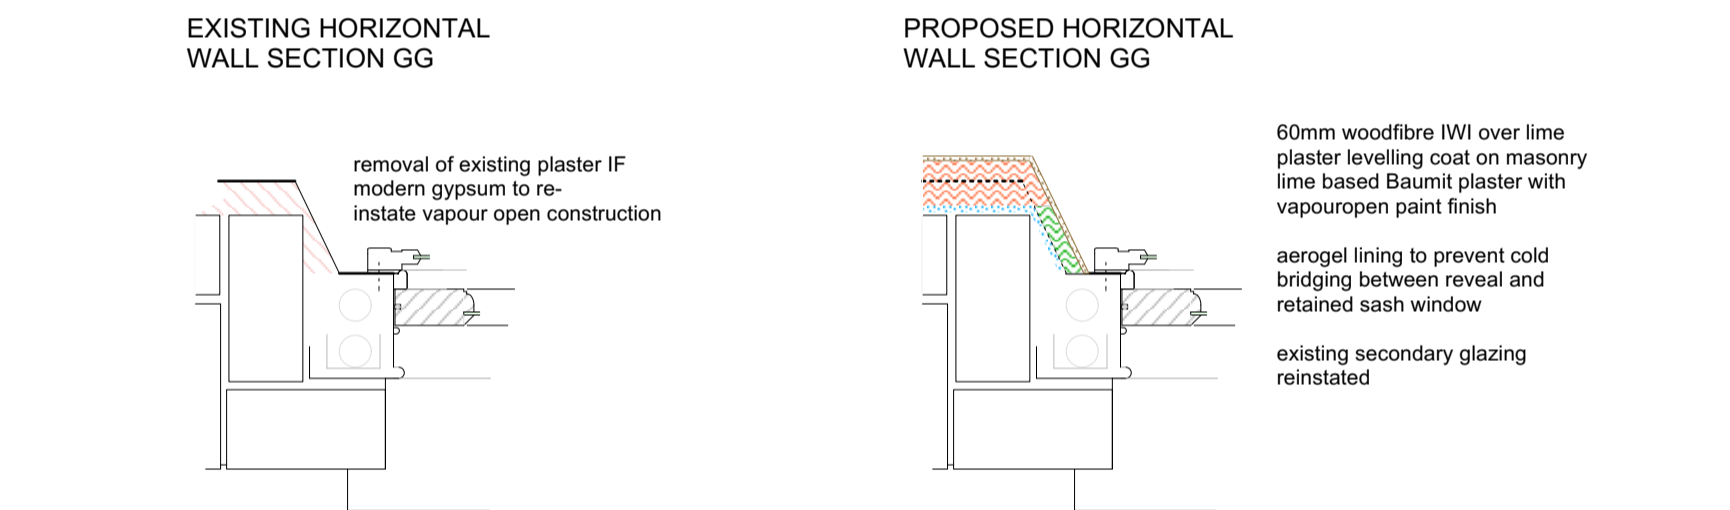 EXISTING HORIZONTAL
WALL SECTION GG
removal of existing plaster IF
modern gypsum to re-
instate vapour open construction
PROPOSED HORIZONTAL
WALL SECTION GG
60mm woodfibre IWI over lime
plaster levelling coat on masonry
lime based Baumit plaster with
vapouropen paint finish
aerogel lining to prevent cold
bridging between reveal and
retained sash window
existing secondary glazing
reinstated